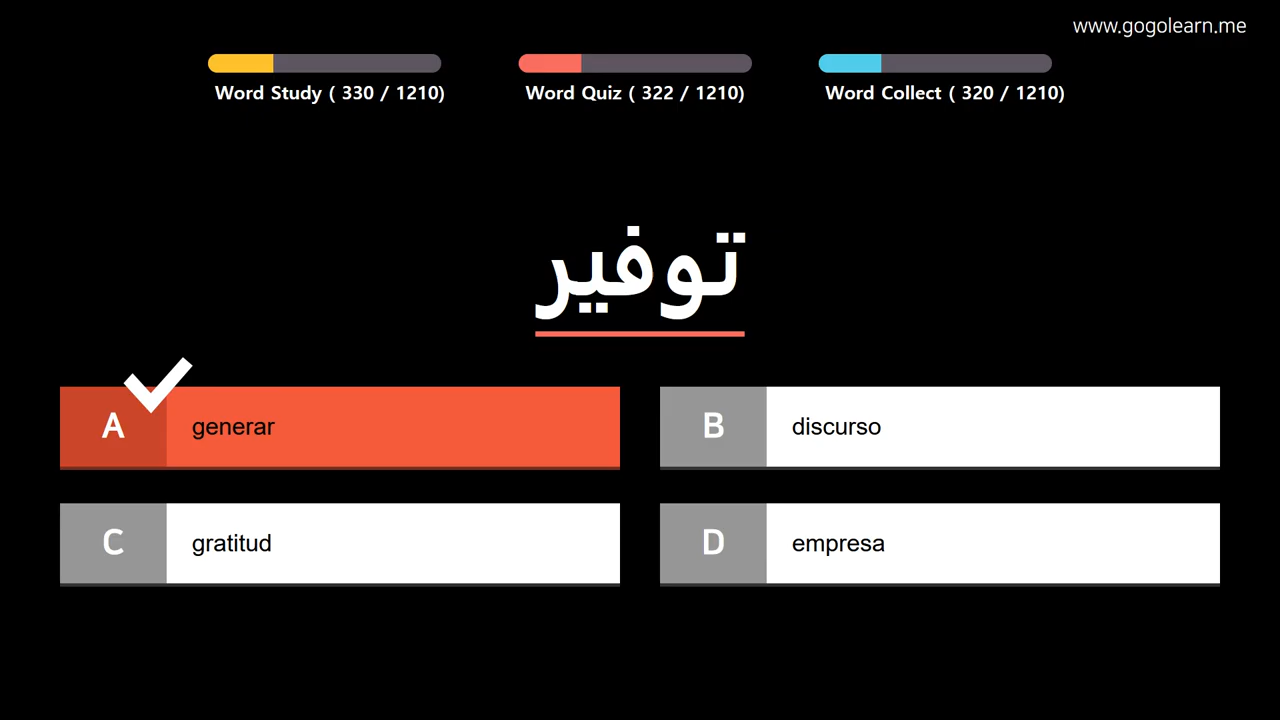 www.gogolearn.me
Word Study ( 330 / 1210)
Word Quiz ( 322 / 1210)
Word Collect ( 320 / 1210)
توفير
A generar
B discurso
C gratitud
D empresa